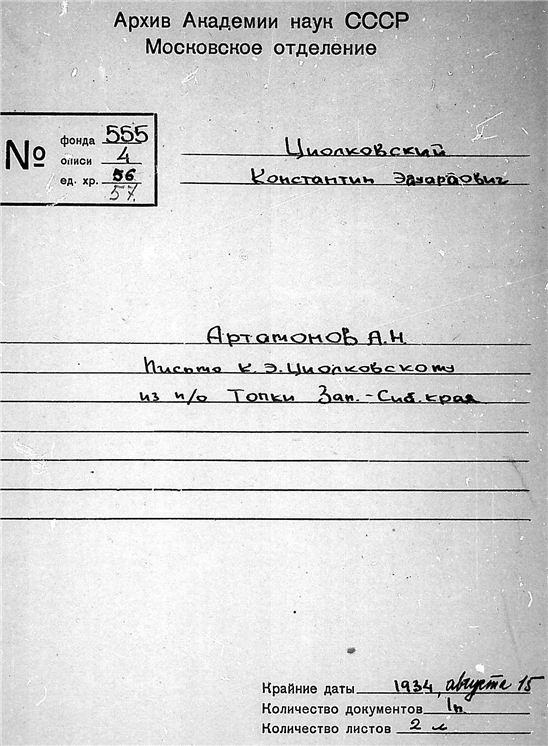 Архив Академии наук СССР
Московское отделение
№
фонда 555
описи 4
ед. хр. 56
57.
Циолковский
Константин Эдуардович
Артамонов А.Н.
Письмо К.Э.Циолковскому
из п/о Топки Зап.-Сиб.края
Крайние даты 1934, августа 15
Количество документов 1п.
Количество листов 2 л